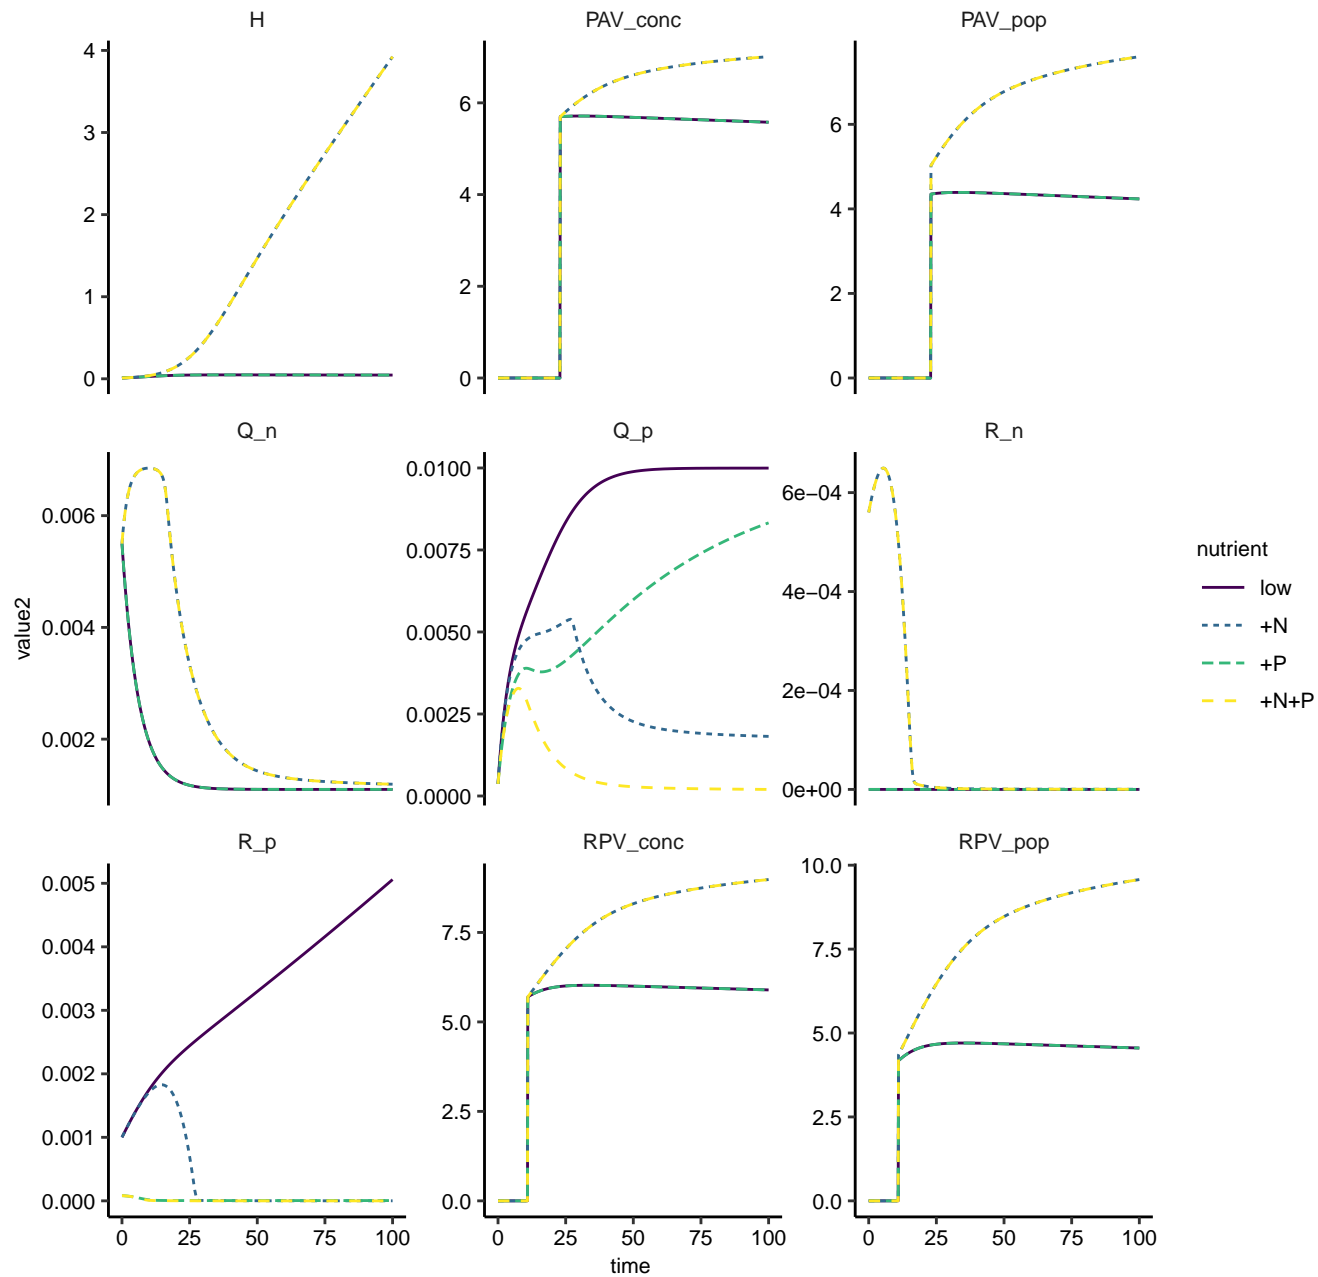 H
PAV_conc
PAV_pop
4
3
2
1
0
6
4
2
0
6
4
2
0
Q_n
Q_p
R_n
0.006
0.004
0.002
0.0100
0.0075
0.0050
0.0025
0.0000
6e−04
4e−04
2e−04
0e+00
R_p
RPV_conc
RPV_pop
0.005
0.004
0.003
0.002
0.001
0.000
7.5
5.0
2.5
0.0
10.0
7.5
5.0
2.5
0.0
0 25 50 75 100
0 25 50 75 100
0 25 50 75 100
time
value2
nutrient
low
+N
+P
+N+P